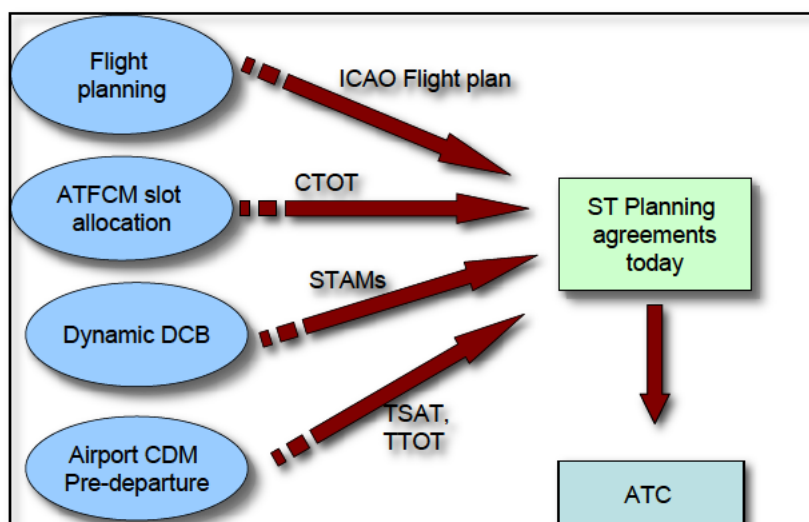 Flight
planning
ICAO Flight plan
ATFCM slot
allocation
CTOT
ST Planning
agreements
today
STAMs
Dynamic DCB
TSAT,
TTOT
Airport CDM
Pre-departure
ATC